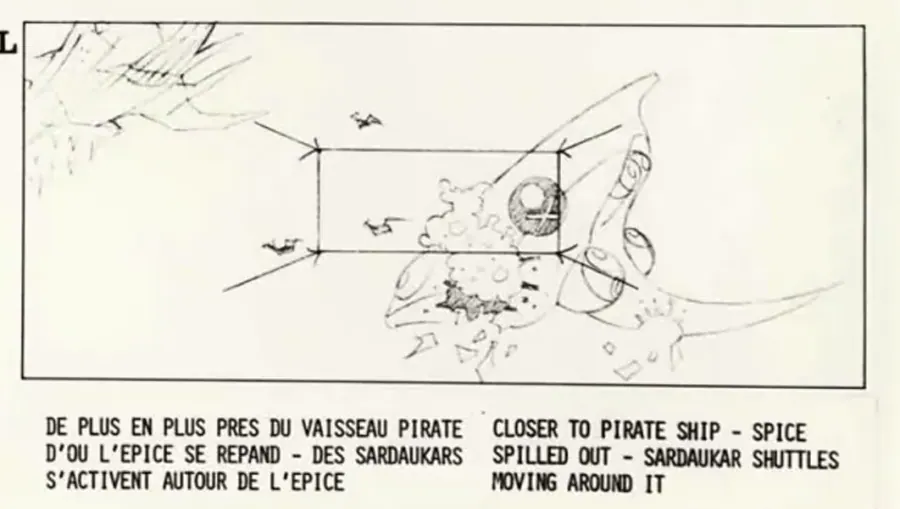 L
DE PLUS EN PLUS PRES DU VAISSEAU PIRATE
D'OU L'EPICE SE REPAND - DES SARDAUKARS
S'ACTIVENT AUTOUR DE L'EPICE
CLOSER TO PIRATE SHIP - SPICE
SPILLED OUT - SARDAUKAR SHUTTLES
MOVING AROUND IT